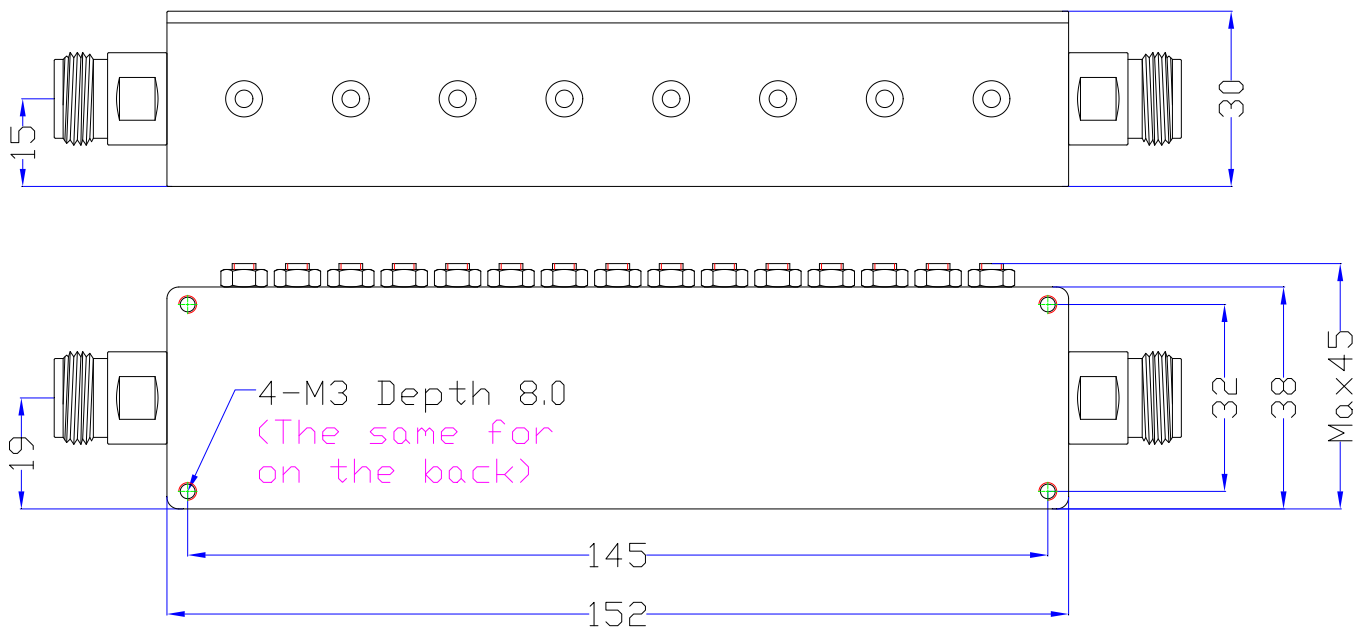 15
30
4-M3 Depth 8.0
(The same for
on the back)
19
32
38
Max45
145
152